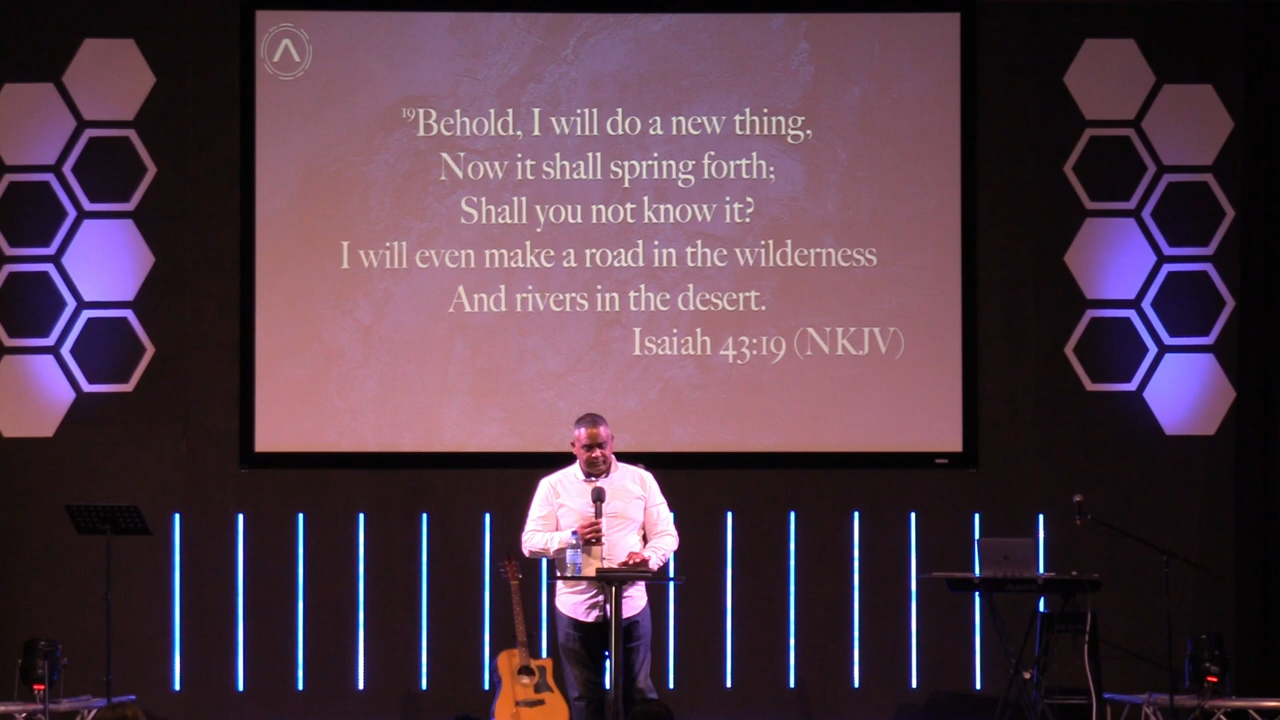 ¹⁹Behold, I will do a new thing,
Now it shall spring forth;
Shall you not know it?
I will even make a road in the wilderness
And rivers in the desert.
Isaiah 43:19 (NKJV)